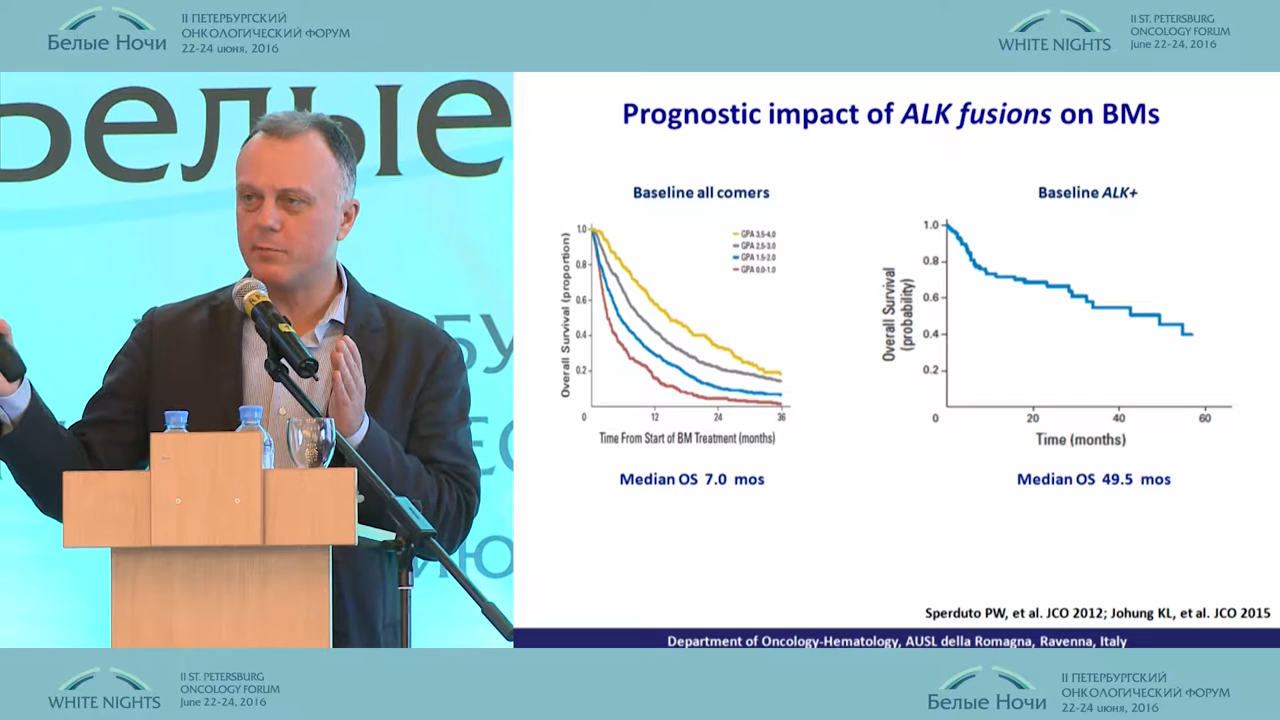 Белые Ночи
II ПЕТЕРБУРГСКИЙ
ОНКОЛОГИЧЕСКИЙ ФОРУМ
22-24 июня, 2016
WHITE NIGHTS
II ST. PETERSBURG
ONCOLOGY FORUM
June 22-24, 2016
Белые
Prognostic impact of ALK fusions on BMs
Baseline all comers
Overall Survival (proportion)
1.0
0.8
0.6
0.4
0.2
0
12
24
36
GPA 3.5-4.0
GPA 2.5-3.0
GPA 1.5-2.0
GPA 0.0-1.0
Time From Start of BM Treatment (months)
Median OS 7.0 mos
Baseline ALK+
Overall Survival
(probability)
1.0
0.8
0.6
0.4
0.2
0
20
40
60
Time (months)
Median OS 49.5 mos
Sperduto PW, et al. JCO 2012; Johung KL, et al. JCO 2015
Department of Oncology-Hematology, AUSL della Romagna, Ravenna, Italy
WHITE NIGHTS
II ST. PETERSBURG
ONCOLOGY FORUM
June 22-24, 2016
Белые Ночи
II ПЕТЕРБУРГСКИЙ
ОНКОЛОГИЧЕСКИЙ ФОРУМ
22-24 июня, 2016